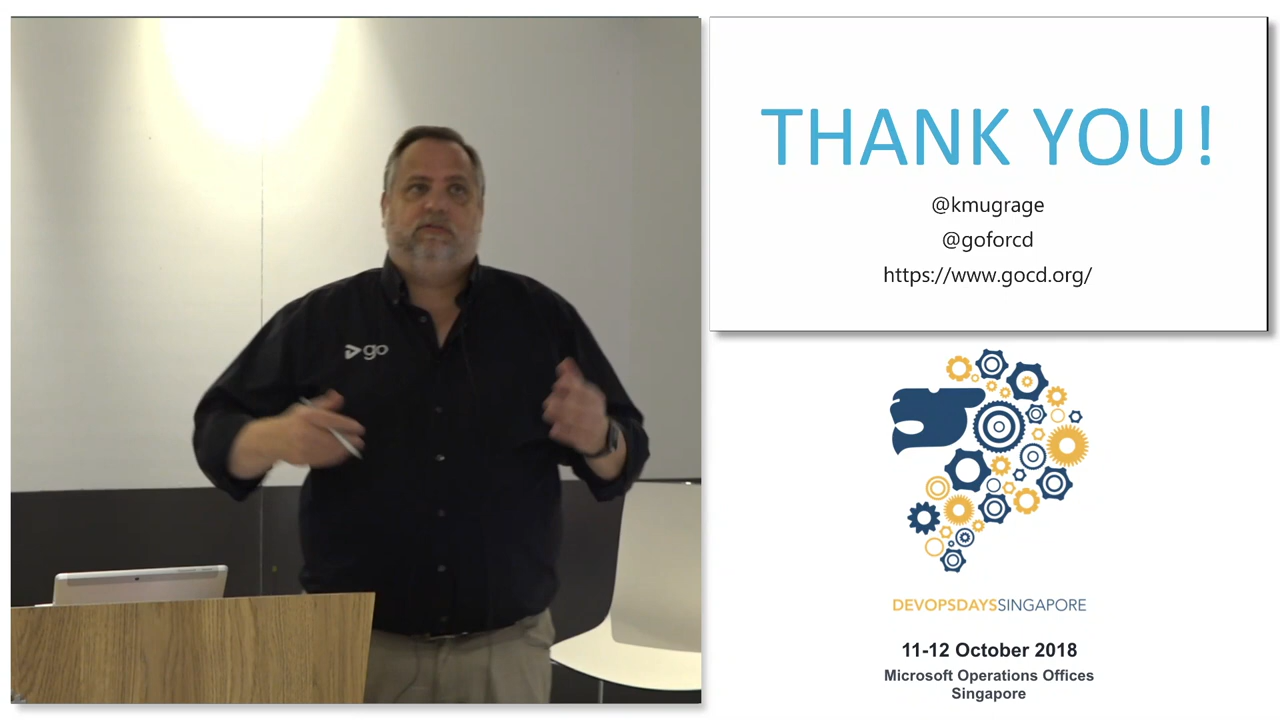 go
THANK YOU!
@kmugrage
@goforcd
https://www.gocd.org/
DEVOPSDAYSSINGAPORE
11-12 October 2018
Microsoft Operations Offices
Singapore